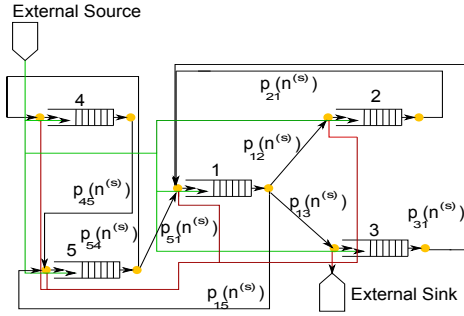 External Source
4
2
p21(n(s))
p12(n(s))
1
p45(n(s))
p54(n(s))
p13(n(s))
p51(n(s))
3
p31(n(s))
5
p15(n(s))
External Sink